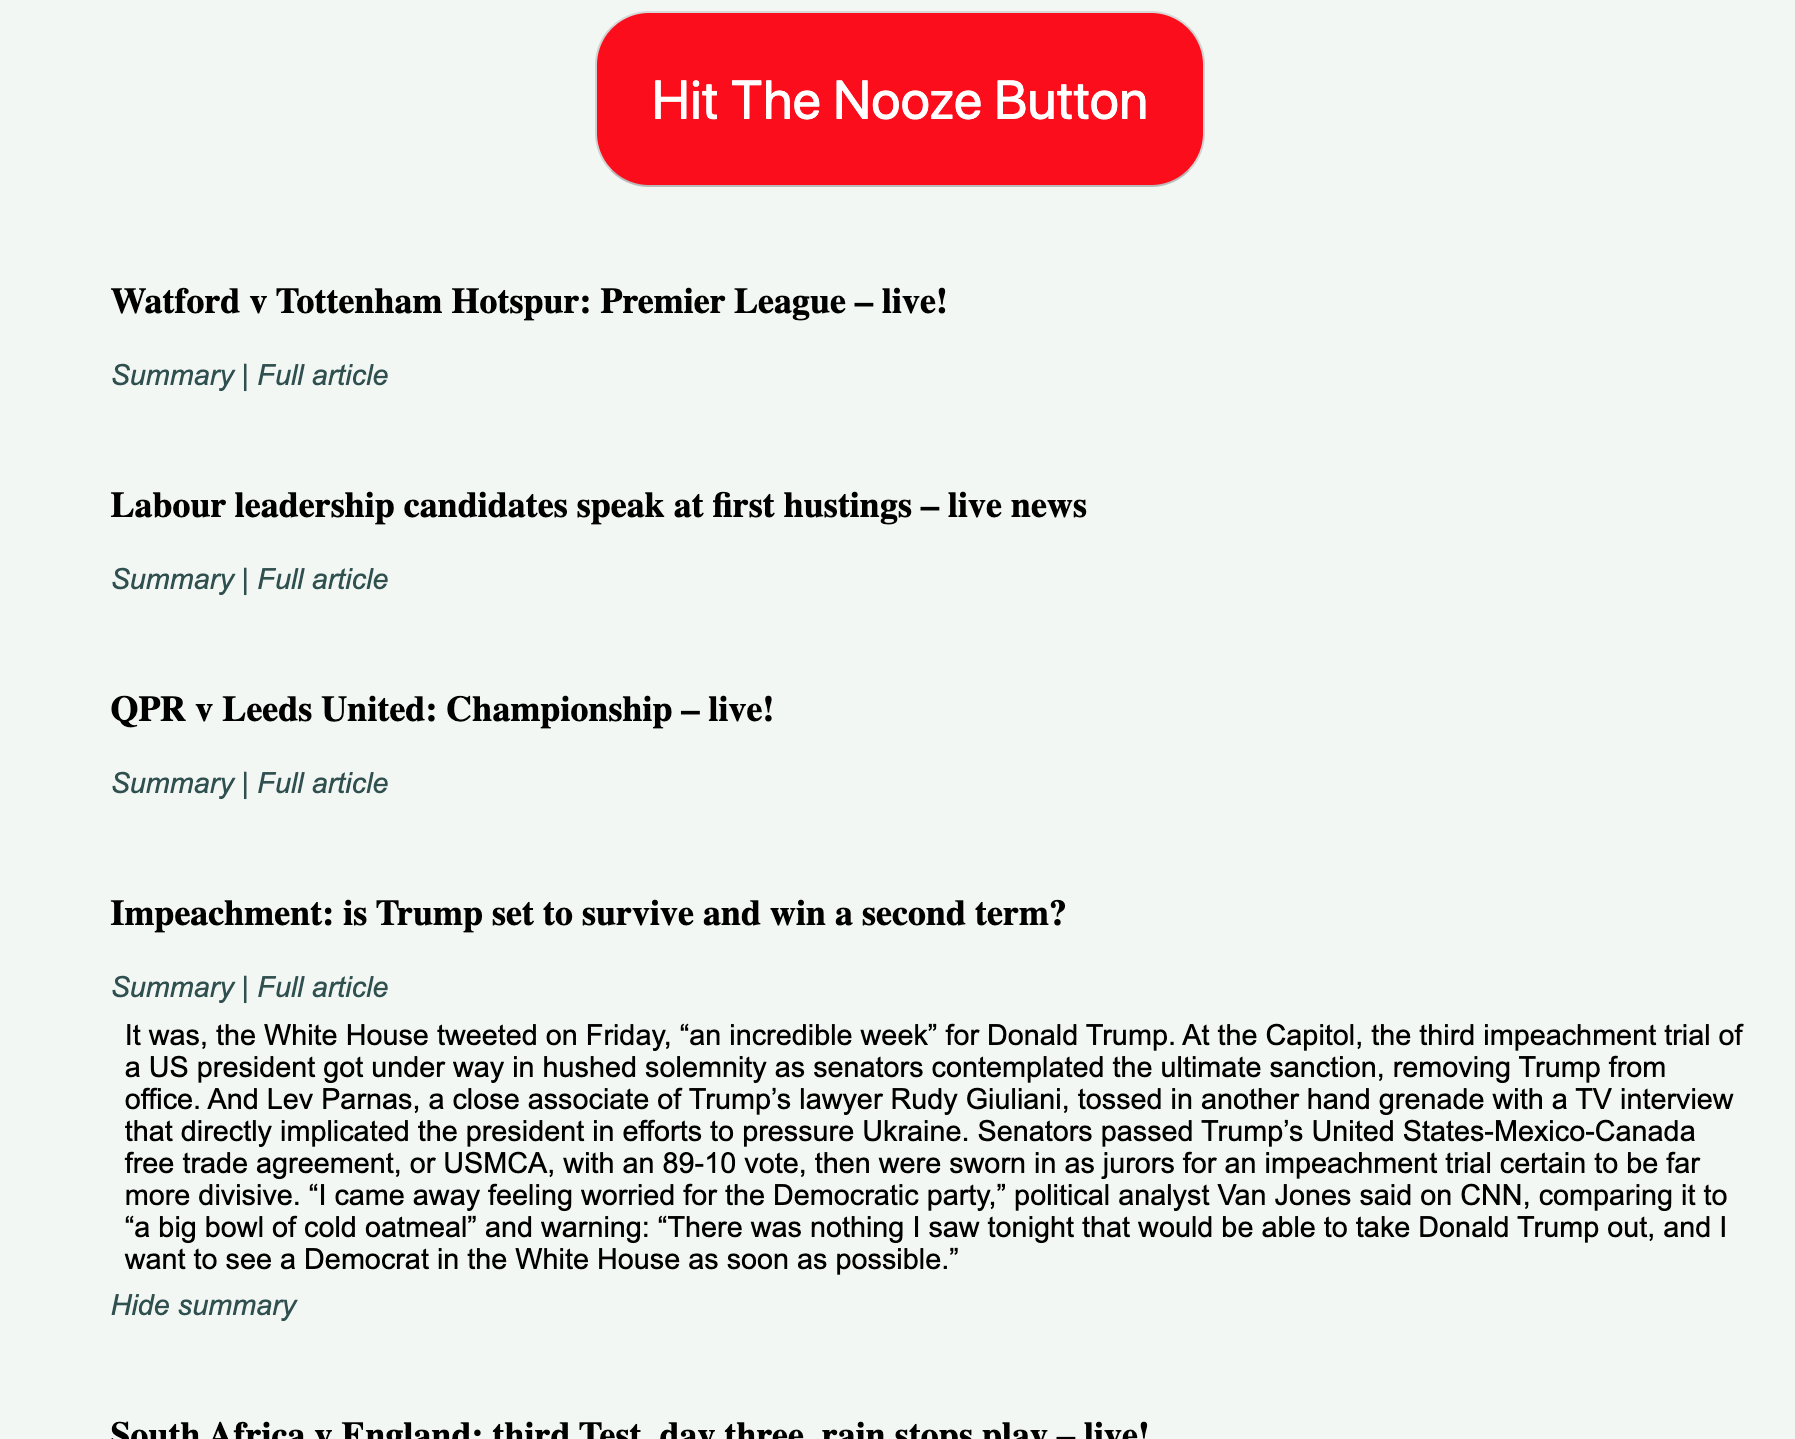 Hit The Nooze Button
Watford v Tottenham Hotspur: Premier League – live!
Summary | Full article
Labour leadership candidates speak at first hustings – live news
Summary | Full article
QPR v Leeds United: Championship – live!
Summary | Full article
Impeachment: is Trump set to survive and win a second term?
Summary | Full article
It was, the White House tweeted on Friday, “an incredible week” for Donald Trump. At the Capitol, the third impeachment trial of
a US president got under way in hushed solemnity as senators contemplated the ultimate sanction, removing Trump from
office. And Lev Parnas, a close associate of Trump’s lawyer Rudy Giuliani, tossed in another hand grenade with a TV interview
that directly implicated the president in efforts to pressure Ukraine. Senators passed Trump’s United States-Mexico-Canada
free trade agreement, or USMCA, with an 89-10 vote, then were sworn in as jurors for an impeachment trial certain to be far
more divisive. “I came away feeling worried for the Democratic party,” political analyst Van Jones said on CNN, comparing it to
“a big bowl of cold oatmeal” and warning: “There was nothing I saw tonight that would be able to take Donald Trump out, and I
want to see a Democrat in the White House as soon as possible.”
Hide summary
South Africa v England: third Test, day three, rain stops play – live!